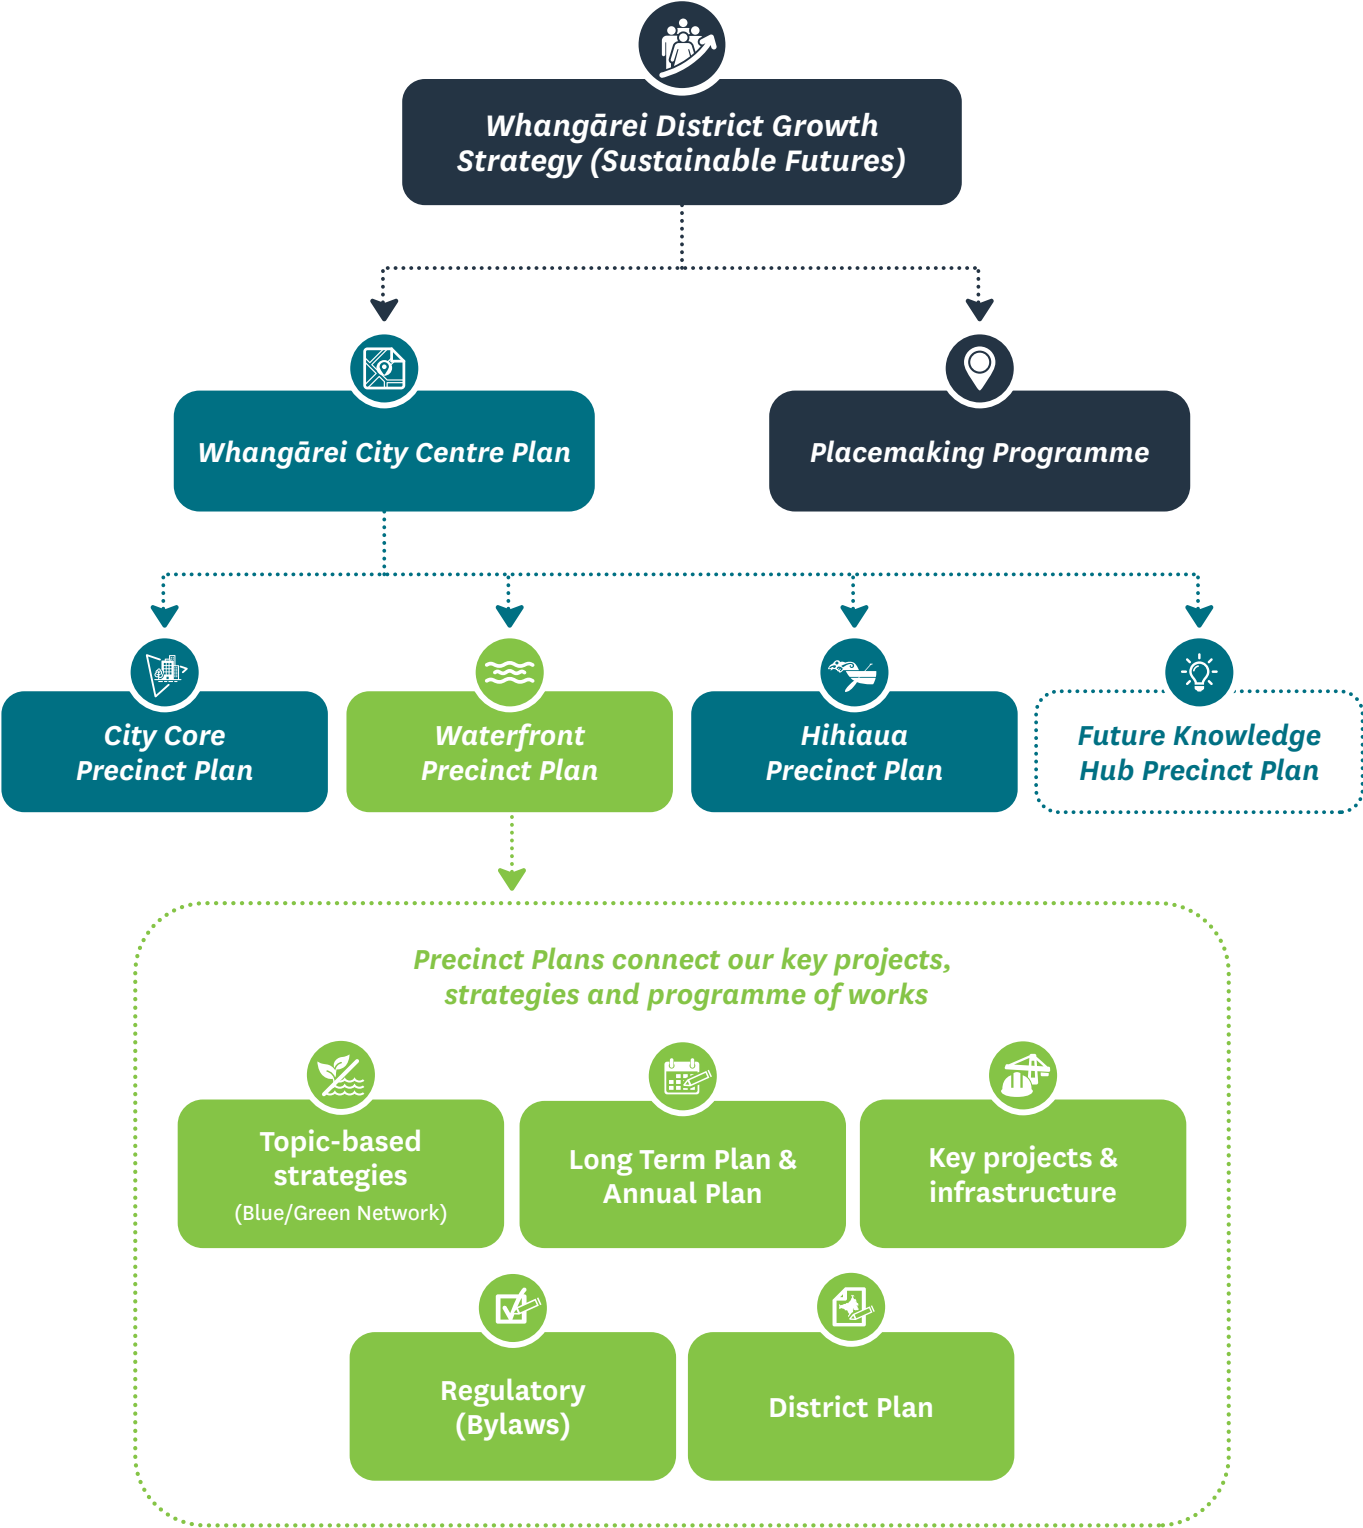 Whangārei District Growth
Strategy (Sustainable Futures)
Whangārei City Centre Plan
Placemaking Programme
City Core
Precinct Plan
Waterfront
Precinct Plan
Hihiaua
Precinct Plan
Future Knowledge
Hub Precinct Plan
Precinct Plans connect our key projects,
strategies and programme of works
Topic-based
strategies
(Blue/Green Network)
Long Term Plan &
Annual Plan
Key projects &
infrastructure
Regulatory
(Bylaws)
District Plan